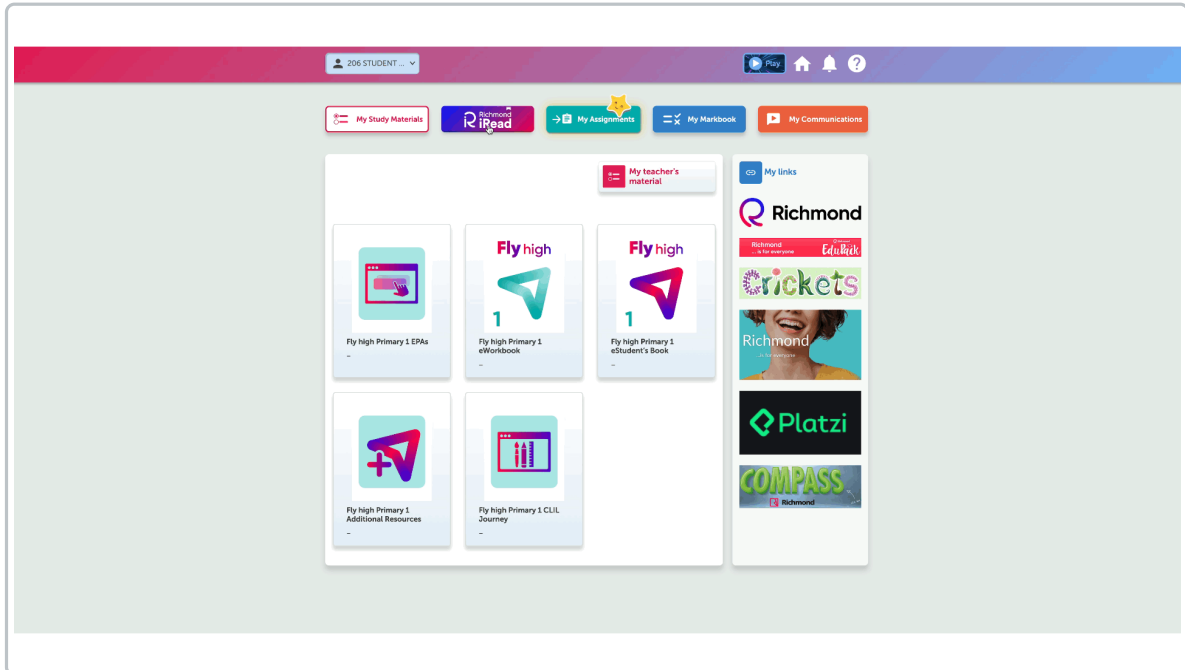 206 STUDENT ...
Play
My Study Materials
Richmond
iRead
My Assignments
My Markbook
My Communications
My teacher's
material
My links
Richmond
Richmond
... is for everyone
EduPack
Crickets
Richmond
...is for everyone
Platzi
COMPASS
Richmond
Fly high
1
Fly high
1
Fly high Primary 1 EPAs
–
Fly high Primary 1
eWorkbook
–
Fly high Primary 1
eStudent's Book
–
Fly high Primary 1
Additional Resources
–
Fly high Primary 1 CLIL
Journey
–